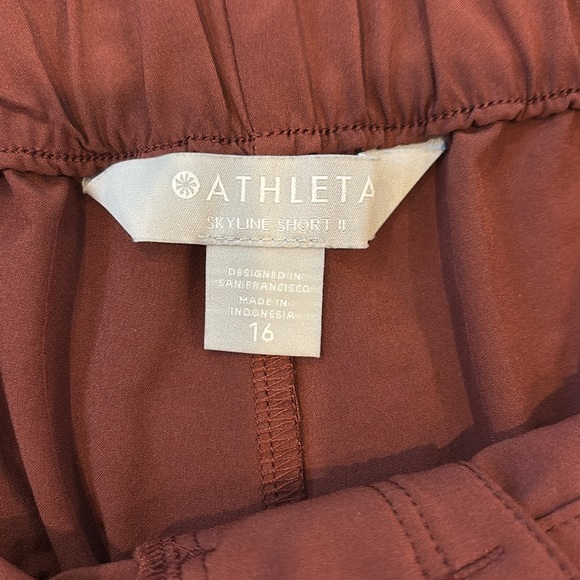 ATHLETA
SKYLINE SHORT II
DESIGNED IN
SAN FRANCISCO
MADE IN
INDONESIA
16